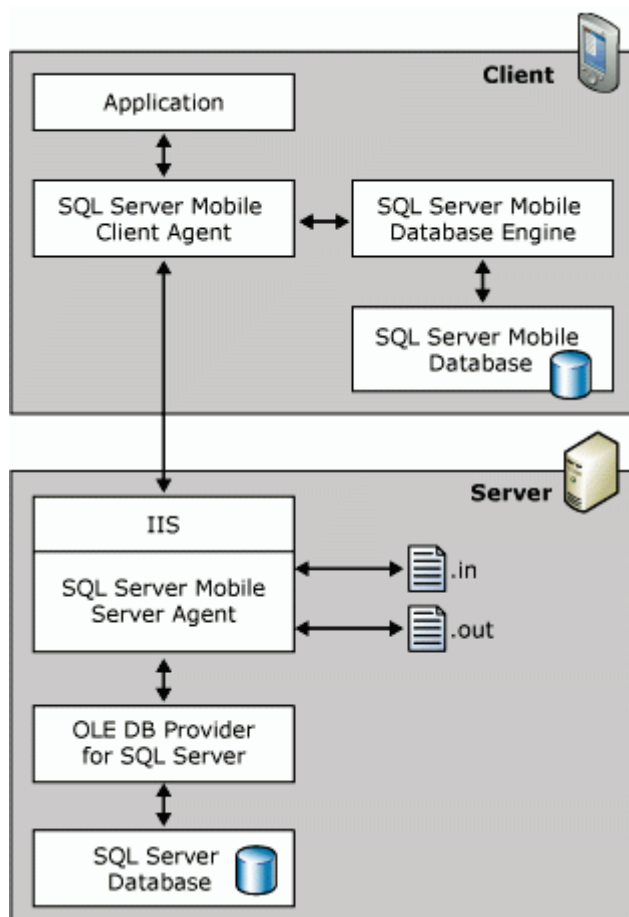 Client
Application
SQL Server Mobile
Client Agent
SQL Server Mobile
Database Engine
SQL Server Mobile
Database
Server
IIS
SQL Server Mobile
Server Agent
.in
.out
OLE DB Provider
for SQL Server
SQL Server
Database